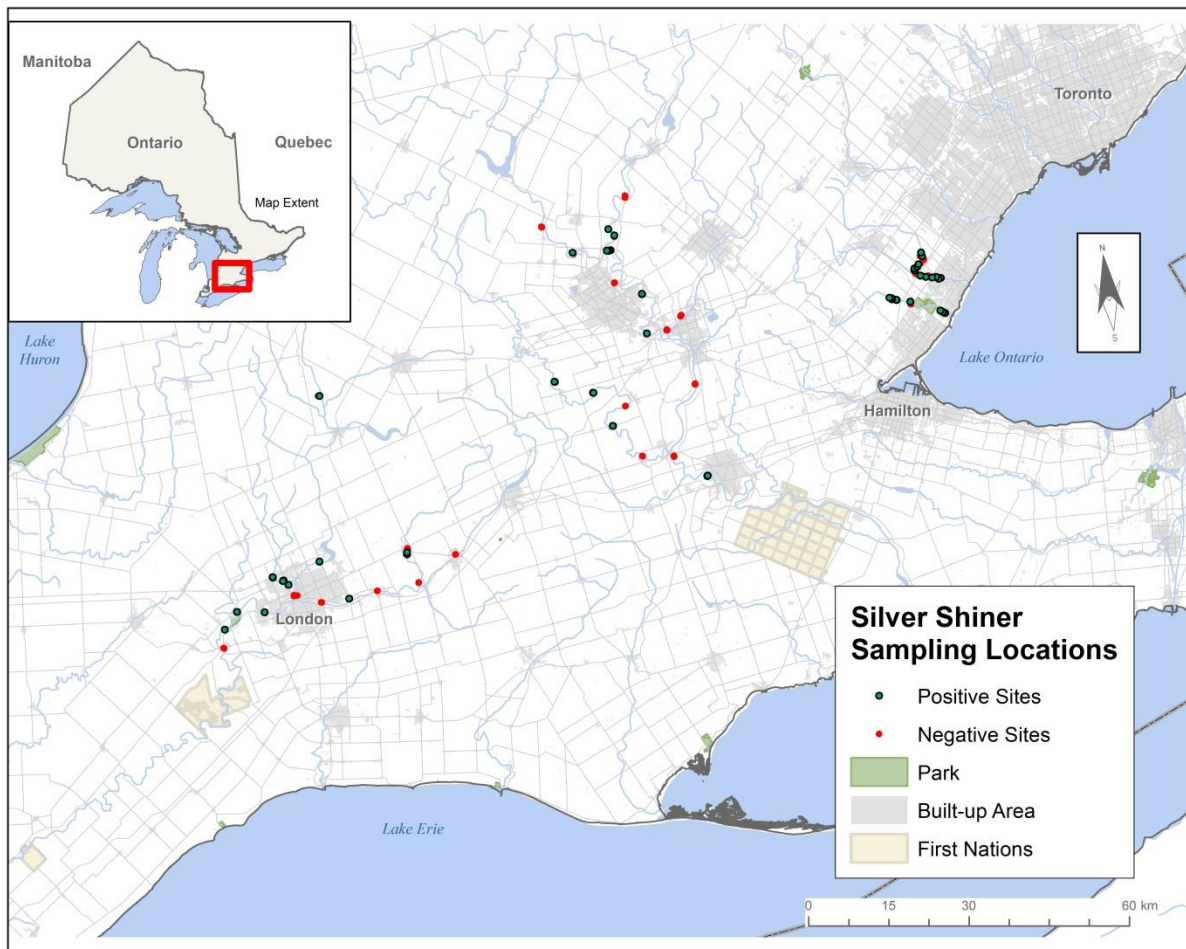 Manitoba
Ontario
Quebec
Map Extent
Toronto
Lake
Huron
N
S
Lake Ontario
Hamilton
London
Lake Erie
Silver Shiner
Sampling Locations
Positive Sites
Negative Sites
Park
Built-up Area
First Nations
0 15 30 60 km